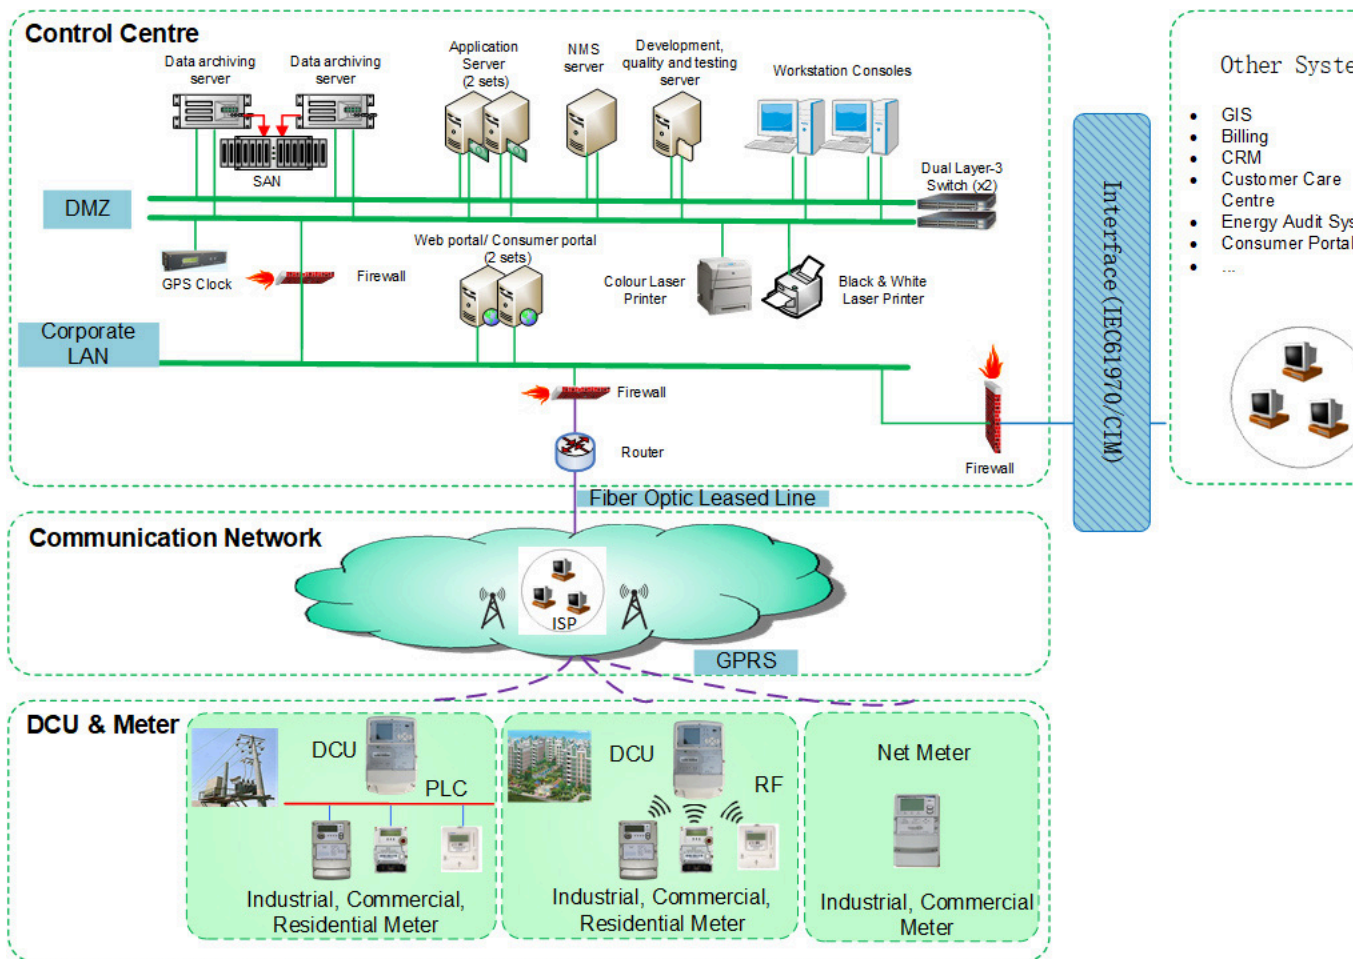 Control Centre
Data archiving
server
Data archiving
server
Application
Server
(2 sets)
NMS
server
Development,
quality and testing
server
Workstation Consoles
SAN
Dual Layer-3
Switch (x2)
DMZ
GPS Clock
Firewall
Web portal/ Consumer portal
(2 sets)
Colour Laser
Printer
Black & White
Laser Printer
Corporate
LAN
Firewall
Router
Firewall
Fiber Optic Leased Line
Interface(IEC61970/CIM)
Other Syste
• GIS
• Billing
• CRM
• Customer Care
Centre
• Energy Audit Sys
• Consumer Portal
• ...
Communication Network
ISP
GPRS
DCU & Meter
DCU
PLC
Industrial, Commercial,
Residential Meter
DCU
RF
Industrial, Commercial,
Residential Meter
Net Meter
Industrial, Commercial
Meter